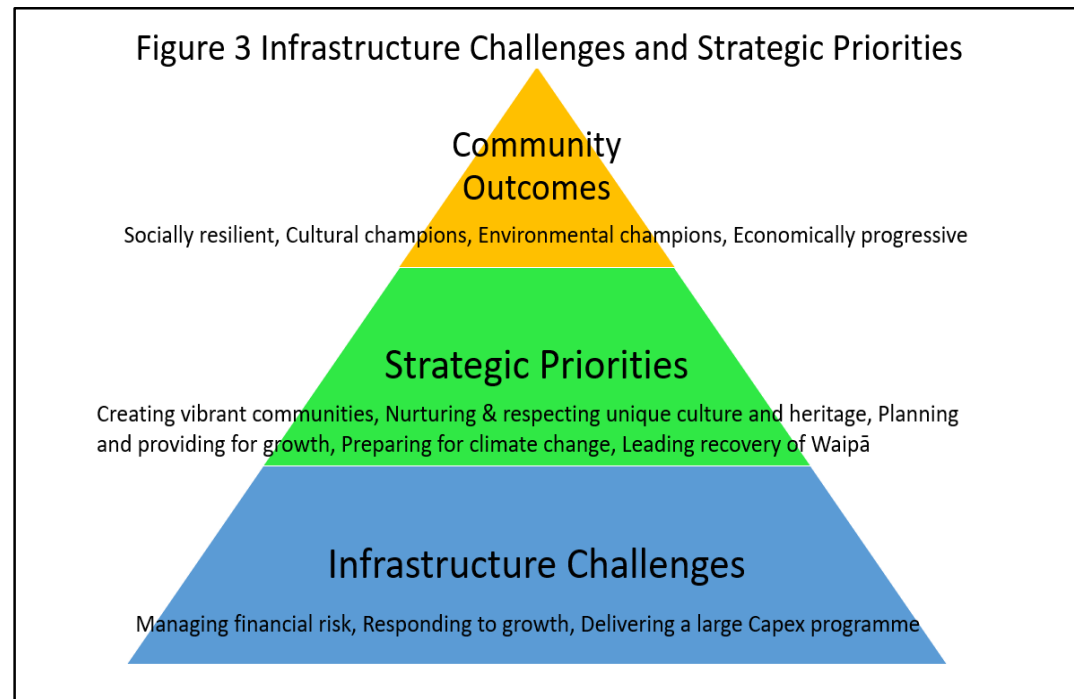 Figure 3 Infrastructure Challenges and Strategic Priorities
Community
Outcomes
Socially resilient, Cultural champions, Environmental champions, Economically progressive
Strategic Priorities
Creating vibrant communities, Nurturing & respecting unique culture and heritage, Planning
and providing for growth, Preparing for climate change, Leading recovery of Waipā
Infrastructure Challenges
Managing financial risk, Responding to growth, Delivering a large Capex programme